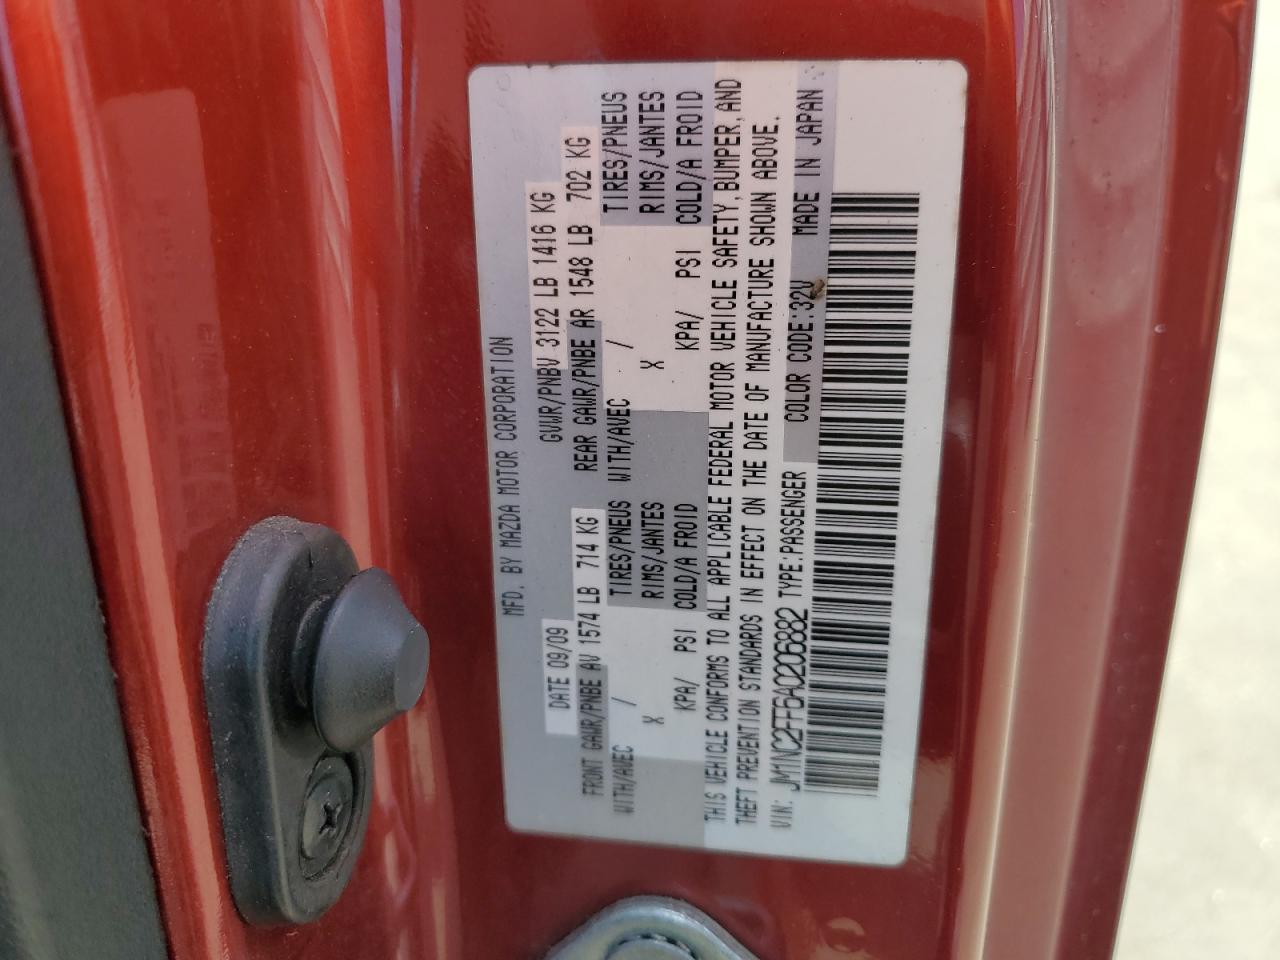 MFD. BY MAZDA MOTOR CORPORATION
DATE 09/09 GVWR/PNBV 3122 LB 1416 KG
FRONT GAWR/PNBE AV 1574 LB 714 KG REAR GAWR/PNBE AR 1548 LB 702 KG
WITH/AVEC / TIRES/PNEUS WITH/AVEC / TIRES/PNEUS
X RIMS/JANTES X RIMS/JANTES
KPA/ PSI COLD/A FROID KPA/ PSI COLD/A FROID
THIS VEHICLE CONFORMS TO ALL APPLICABLE FEDERAL MOTOR VEHICLE SAFETY, BUMPER, AND
THEFT PREVENTION STANDARDS IN EFFECT ON THE DATE OF MANUFACTURE SHOWN ABOVE.
VIN: JM1NC2FF6A0206882 TYPE:PASSENGER COLOR CODE:32V MADE IN JAPAN